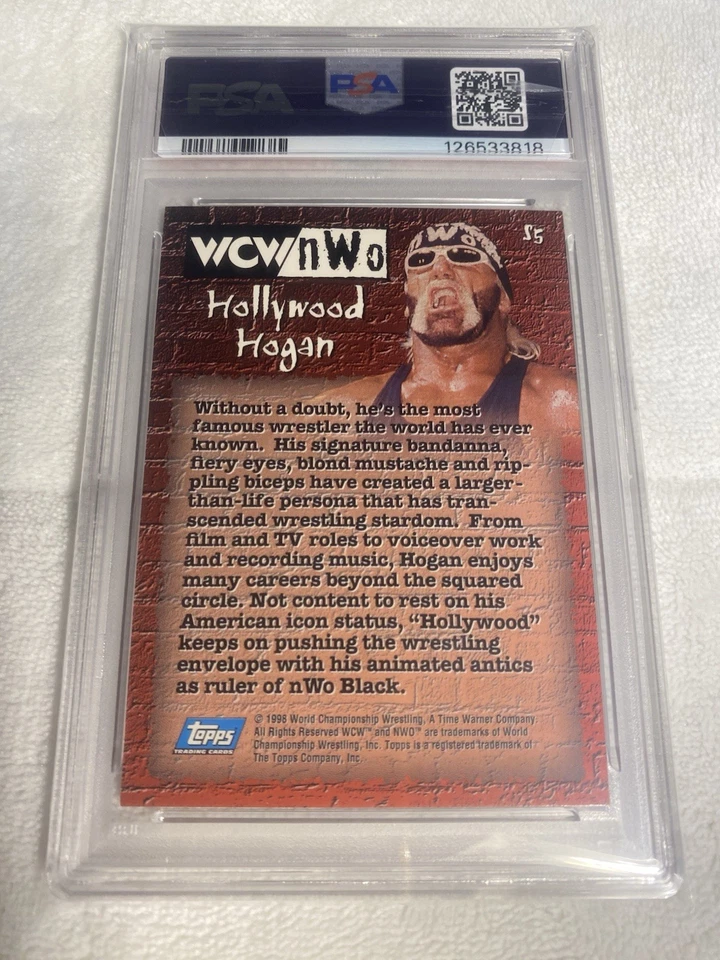 PSA
PSA
126533818
WCW/nWo
S5
nWo
Hollywood
Hogan
Without a doubt, he's the most
famous wrestler the world has ever
known. His signature bandanna,
fiery eyes, blond mustache and rip-
pling biceps have created a larger-
than-life persona that has tran-
scended wrestling stardom. From
film and TV roles to voiceover work
and recording music, Hogan enjoys
many careers beyond the squared
circle. Not content to rest on his
American icon status, “Hollywood”
keeps on pushing the wrestling
envelope with his animated antics
as ruler of nWo Black.
topps
TRADING CARDS
© 1998 World Championship Wrestling, A Time Warner Company.
All Rights Reserved WCW™ and NWO™ are trademarks of World
Championship Wrestling, Inc. Topps is a registered trademark of
The Topps Company, Inc.